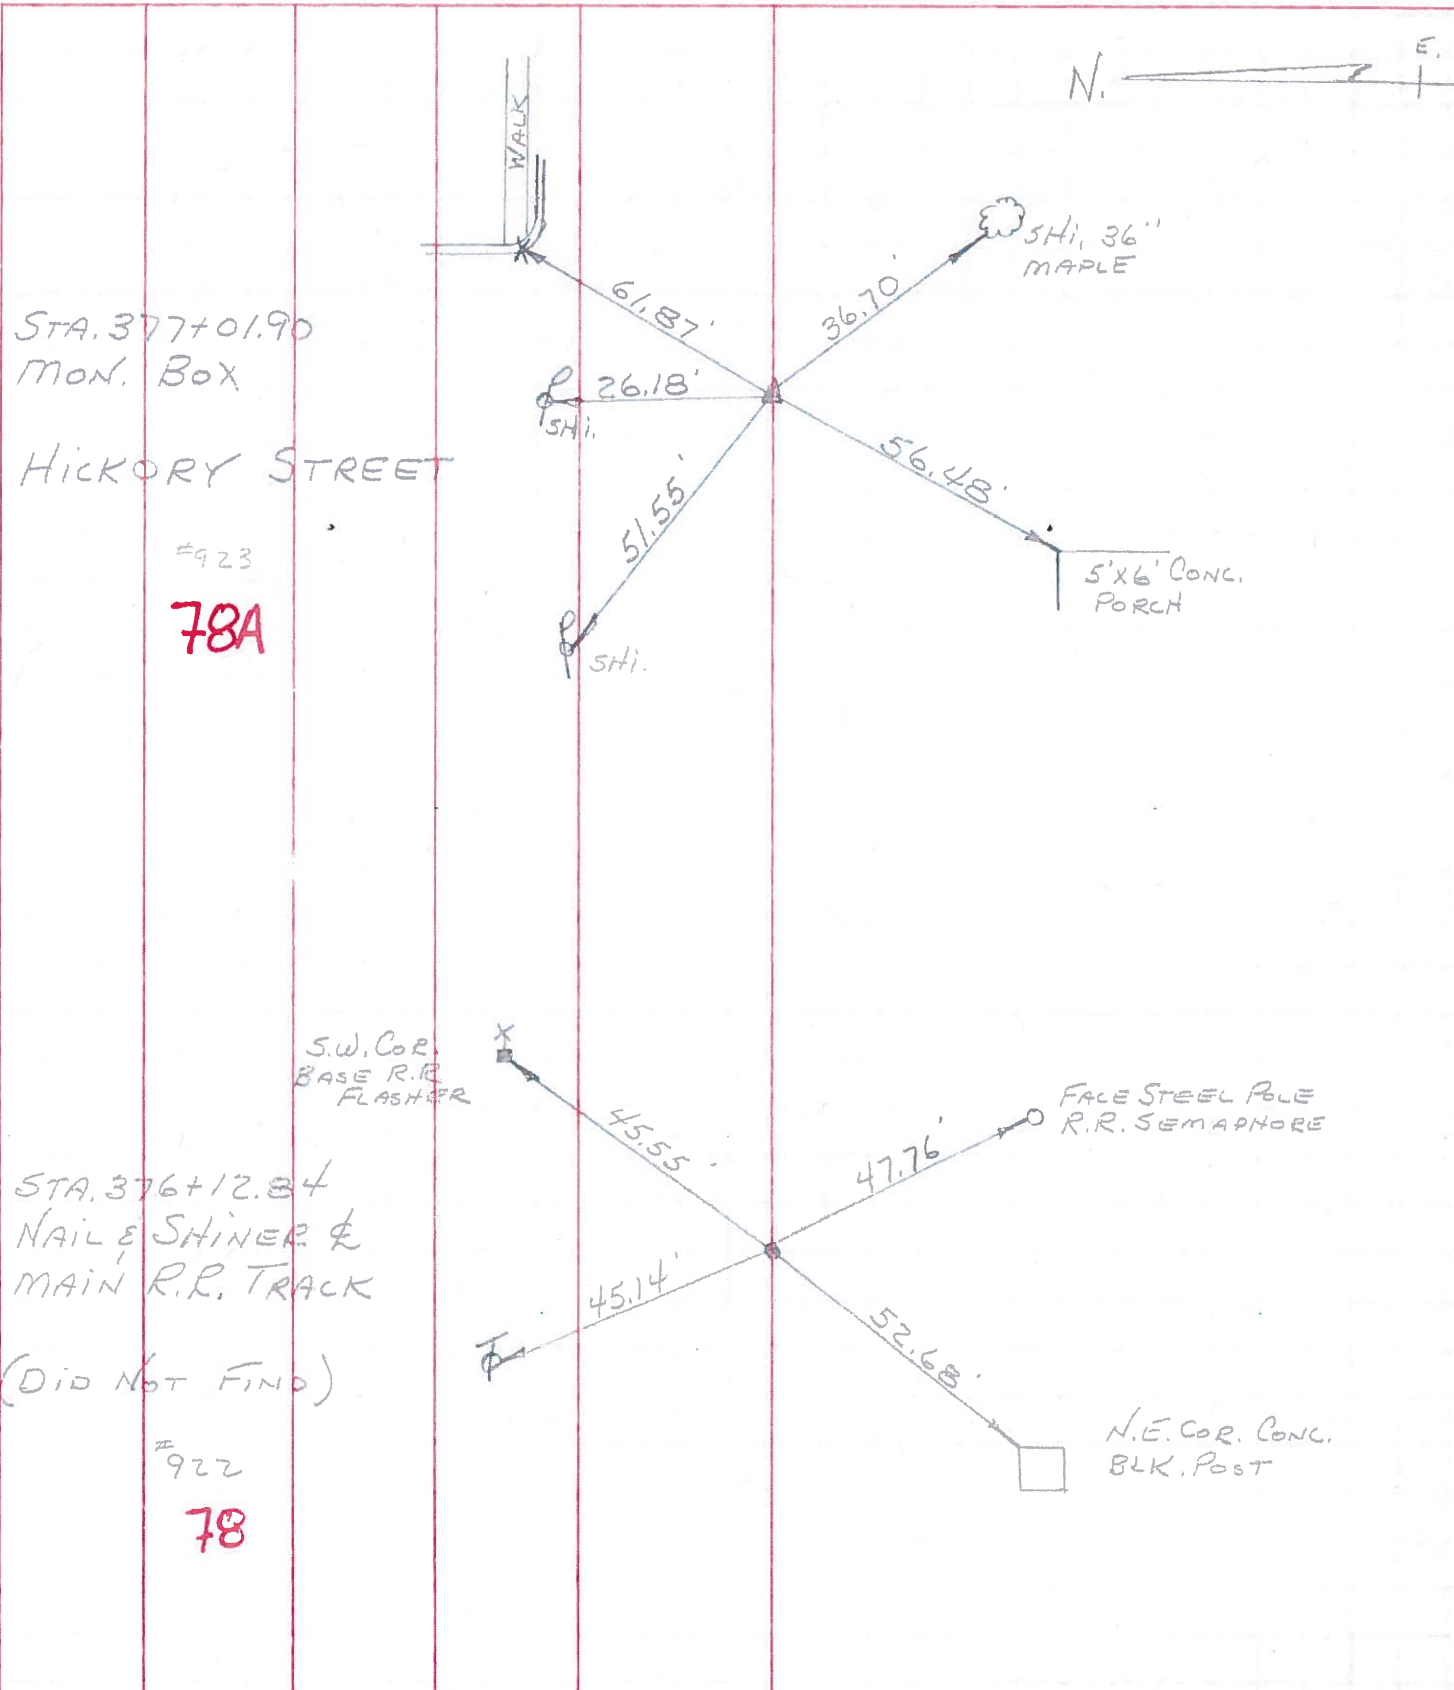 N.
E.
WALK
SHi. 36"
MAPLE
61.87'
36.70'
STA. 377+01.90
MON. BOX
26.18'
SHi.
HiCKORY STREET
56.48'
51.55'
#923
5'X6' CONC.
PORCH
78A
SHi.
X
S.W. COR.
BASE R.R.
FLASHER
FACE STEEL POLE
R.R. SEMAPHORE
45.55'
47.76'
STA. 376+12.84
NAiL & SHiNER ℄
MAiN R.R. TRACK
45.14'
52.68'
(DiD NOT FiND)
N.E. COR. CONC.
BLK. POST
#922
78